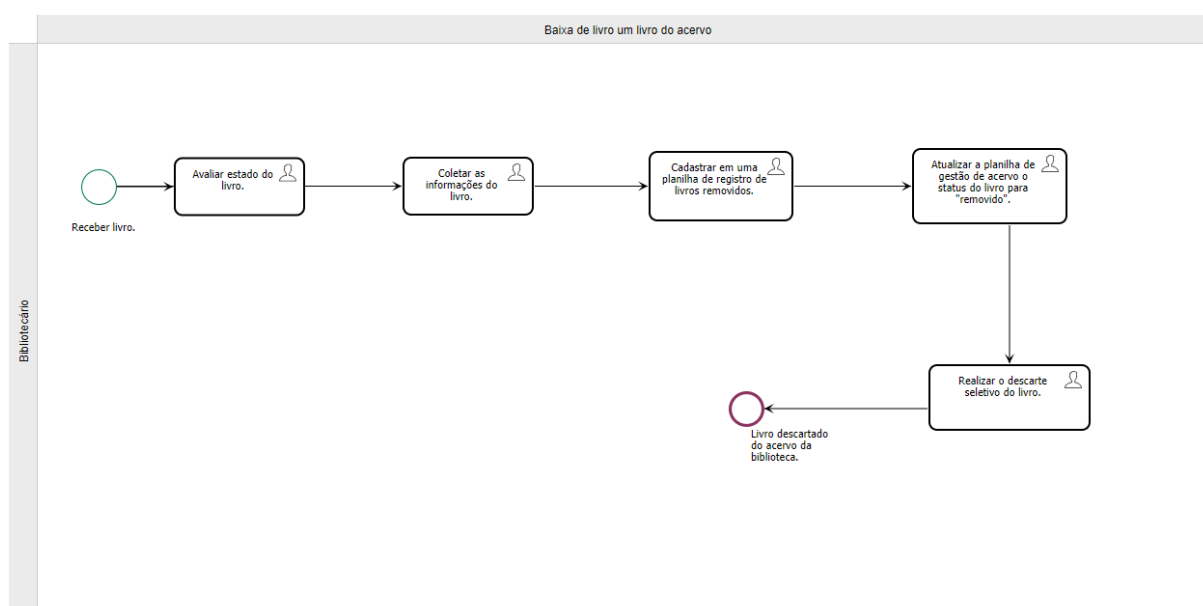 Baixa de livro um livro do acervo
Bibliotecário
Receber livro.
Avaliar estado do
livro.
Coletar as
informações do
livro.
Cadastrar em uma
planilha de registro de
livros removidos.
Atualizar a planilha de
gestão de acervo o
status do livro para
"removido".
Realizar o descarte
seletivo do livro.
Livro descartado
do acervo da
biblioteca.